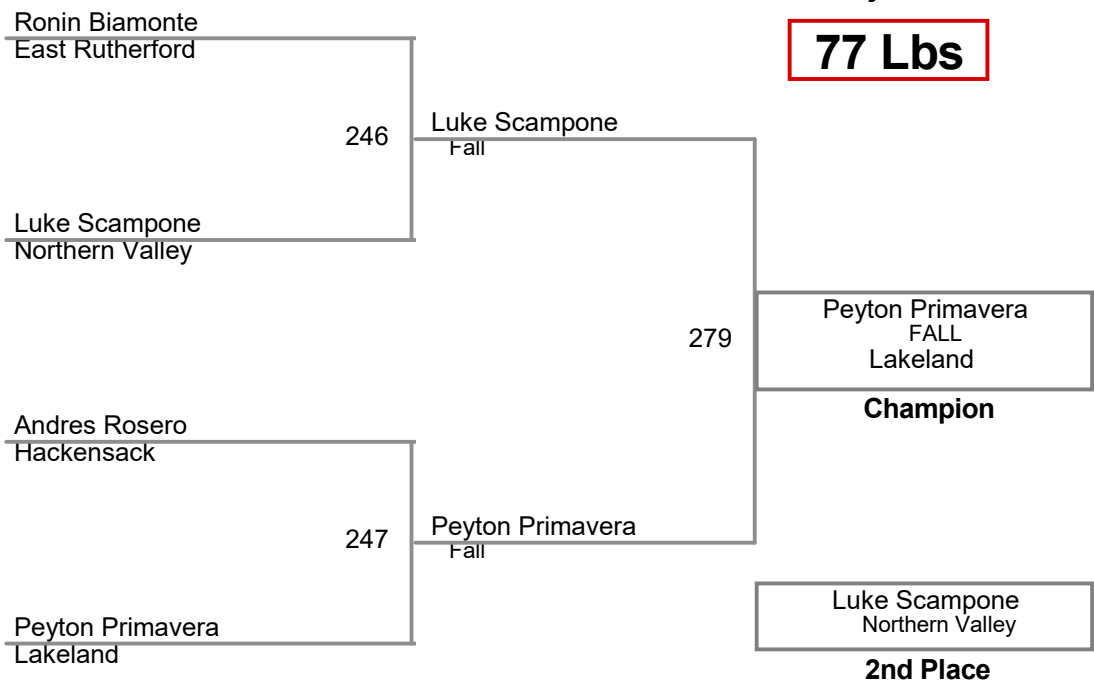 77 Lbs
Ronin Biamonte
East Rutherford
246
Luke Scampone
Fall
Luke Scampone
Northern Valley
279
Peyton Primavera
FALL
Lakeland
Champion
Andres Rosero
Hackensack
247
Peyton Primavera
Fall
Peyton Primavera
Lakeland
Luke Scampone
Northern Valley
2nd Place